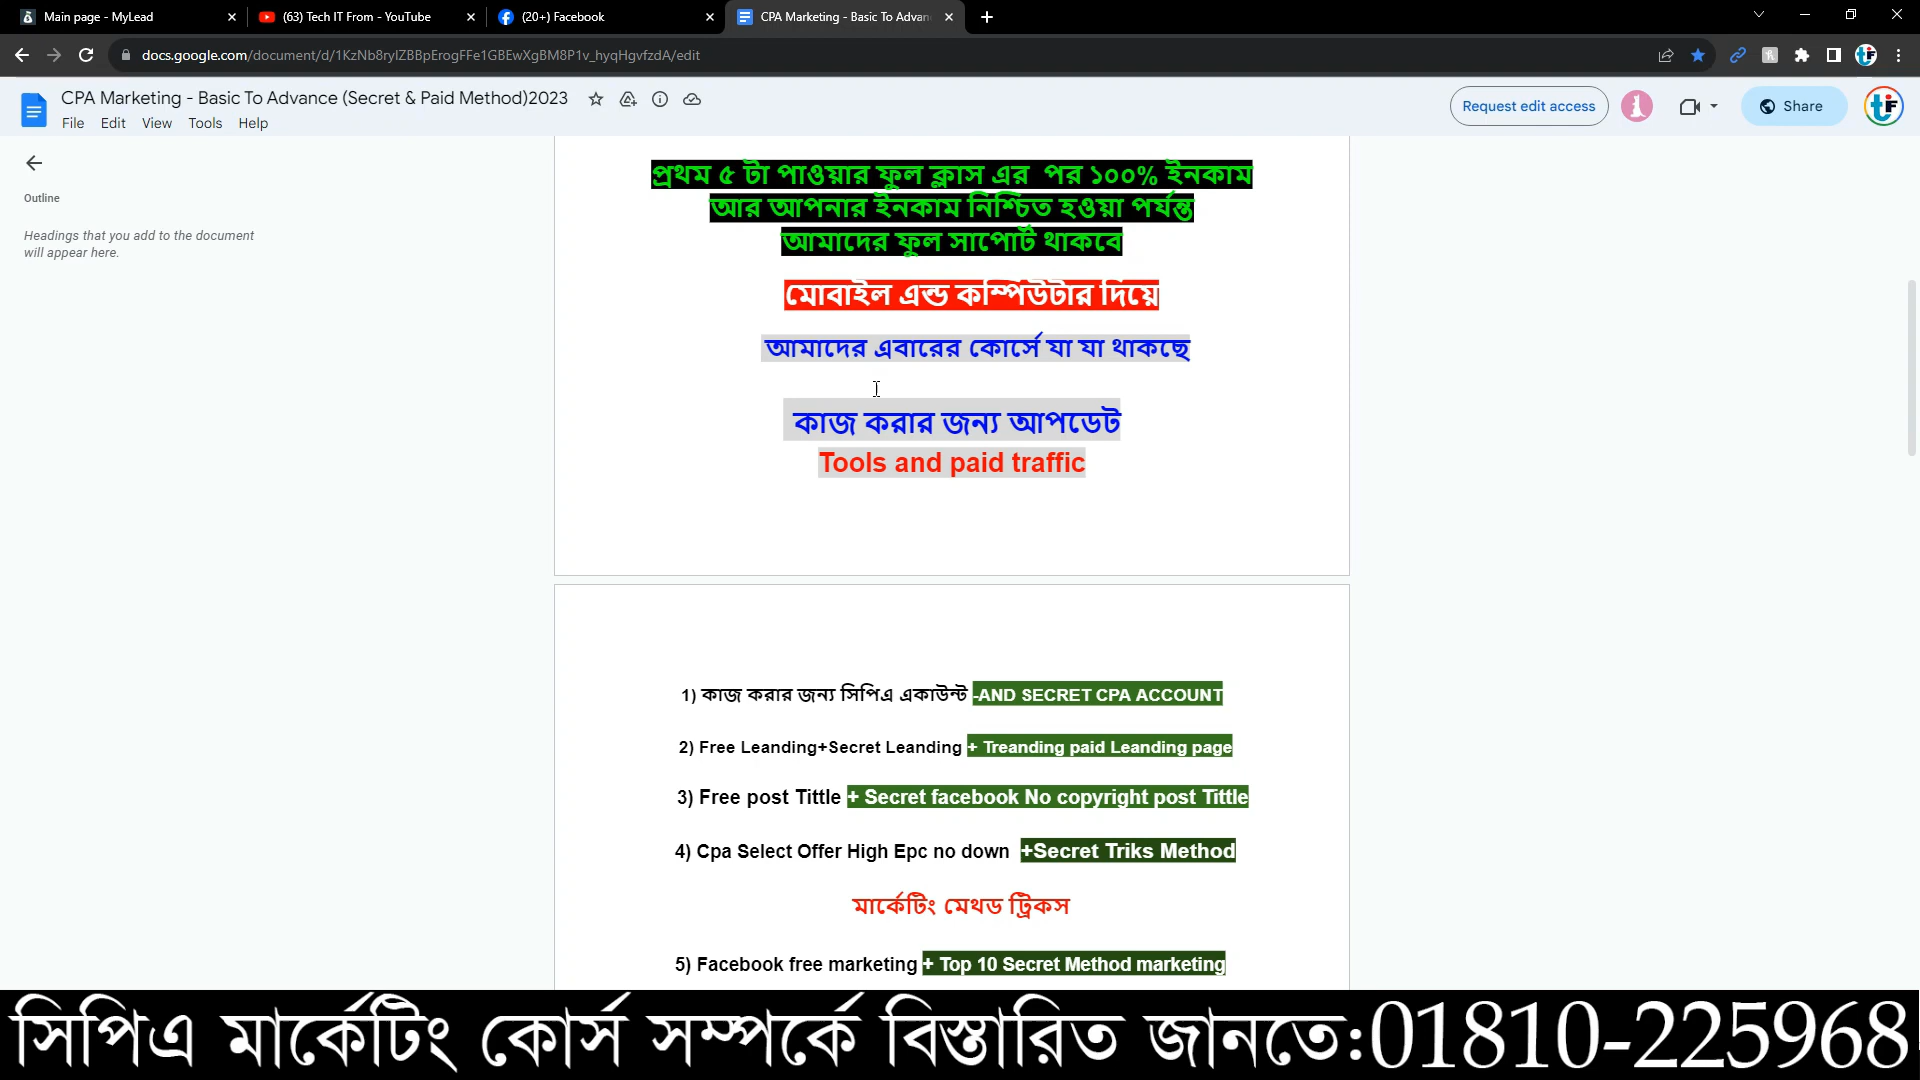 Main page - MyLead
(63) Tech IT From - YouTube
(20+) Facebook
CPA Marketing - Basic To Advan
docs.google.com/document/d/1KzNb8rylZBBpErogFFe1GBEwXgBM8P1v_hyqHgvfzdA/edit
CPA Marketing - Basic To Advance (Secret & Paid Method)2023
File Edit View Tools Help
Request edit access
Share
Outline
Headings that you add to the document
will appear here.
প্রথম ৫ টা পাওয়ার ফুল ক্লাস এর পর ১০০% ইনকাম
আর আপনার ইনকাম নিশ্চিত হওয়া পর্যন্ত
আমাদের ফুল সাপোর্ট থাকবে
মোবাইল এন্ড কম্পিউটার দিয়ে
আমাদের এবারের কোর্সে যা যা থাকছে
কাজ করার জন্য আপডেট
Tools and paid traffic
1) কাজ করার জন্য সিপিএ একাউন্ট -AND SECRET CPA ACCOUNT
2) Free Leanding+Secret Leanding + Treanding paid Leanding page
3) Free post Tittle + Secret facebook No copyright post Tittle
4) Cpa Select Offer High Epc no down +Secret Triks Method
মার্কেটিং মেথড ট্রিকস
5) Facebook free marketing + Top 10 Secret Method marketing
সিপিএ মার্কেটিং কোর্স সম্পর্কে বিস্তারিত জানতেঃ01810-225968